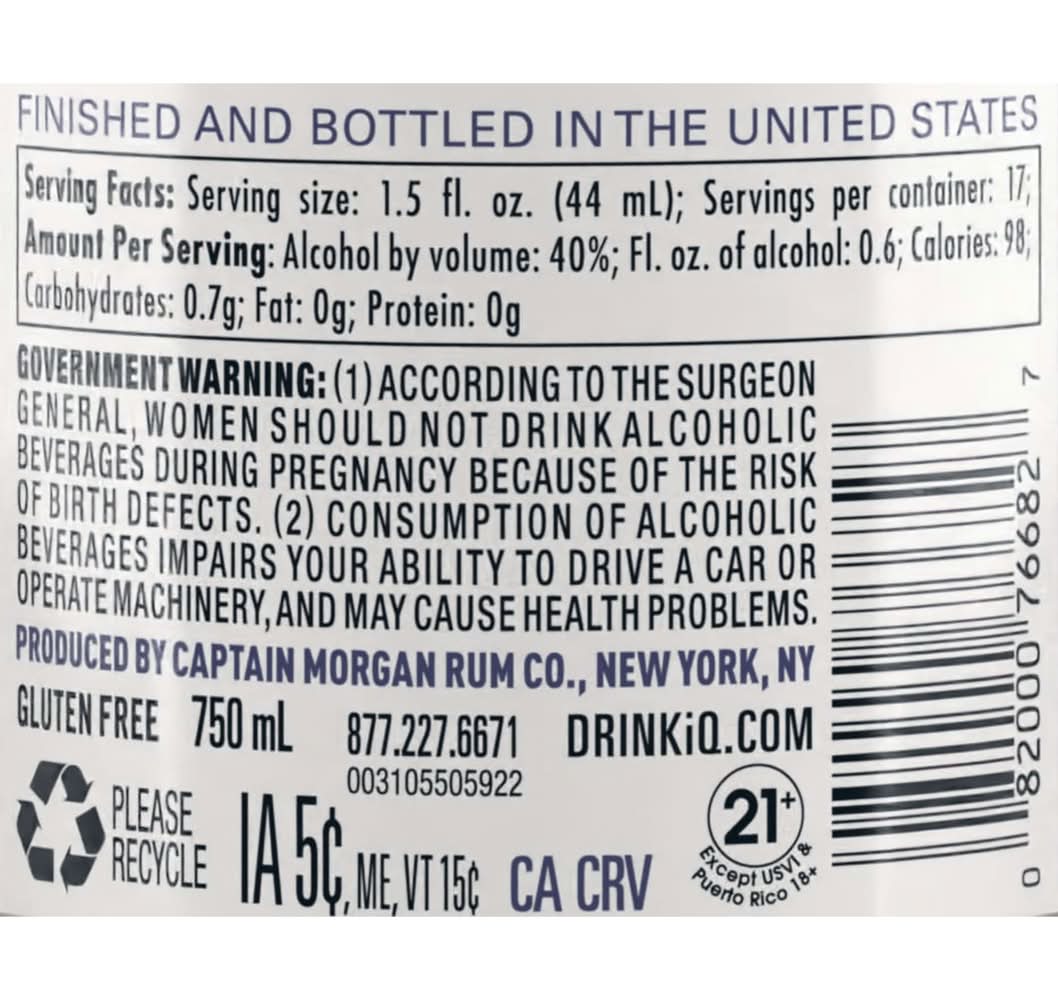 FINISHED AND BOTTLED IN THE UNITED STATES
Serving Facts: Serving size: 1.5 fl. oz. (44 mL); Servings per container: 17;
Amount Per Serving: Alcohol by volume: 40%; Fl. oz. of alcohol: 0.6; Calories: 98;
Carbohydrates: 0.7g; Fat: 0g; Protein: 0g
GOVERNMENT WARNING: (1) ACCORDING TO THE SURGEON
GENERAL, WOMEN SHOULD NOT DRINK ALCOHOLIC
BEVERAGES DURING PREGNANCY BECAUSE OF THE RISK
OF BIRTH DEFECTS. (2) CONSUMPTION OF ALCOHOLIC
BEVERAGES IMPAIRS YOUR ABILITY TO DRIVE A CAR OR
OPERATE MACHINERY, AND MAY CAUSE HEALTH PROBLEMS.
PRODUCED BY CAPTAIN MORGAN RUM CO., NEW YORK, NY
GLUTEN FREE 750 mL 877.227.6671 DRINKiQ.COM
003105505922
PLEASE
RECYCLE
IA 5¢, ME, VT 15¢ CA CRV
21+
Except USVI &
Puerto Rico 18+
0 82000 76682 7